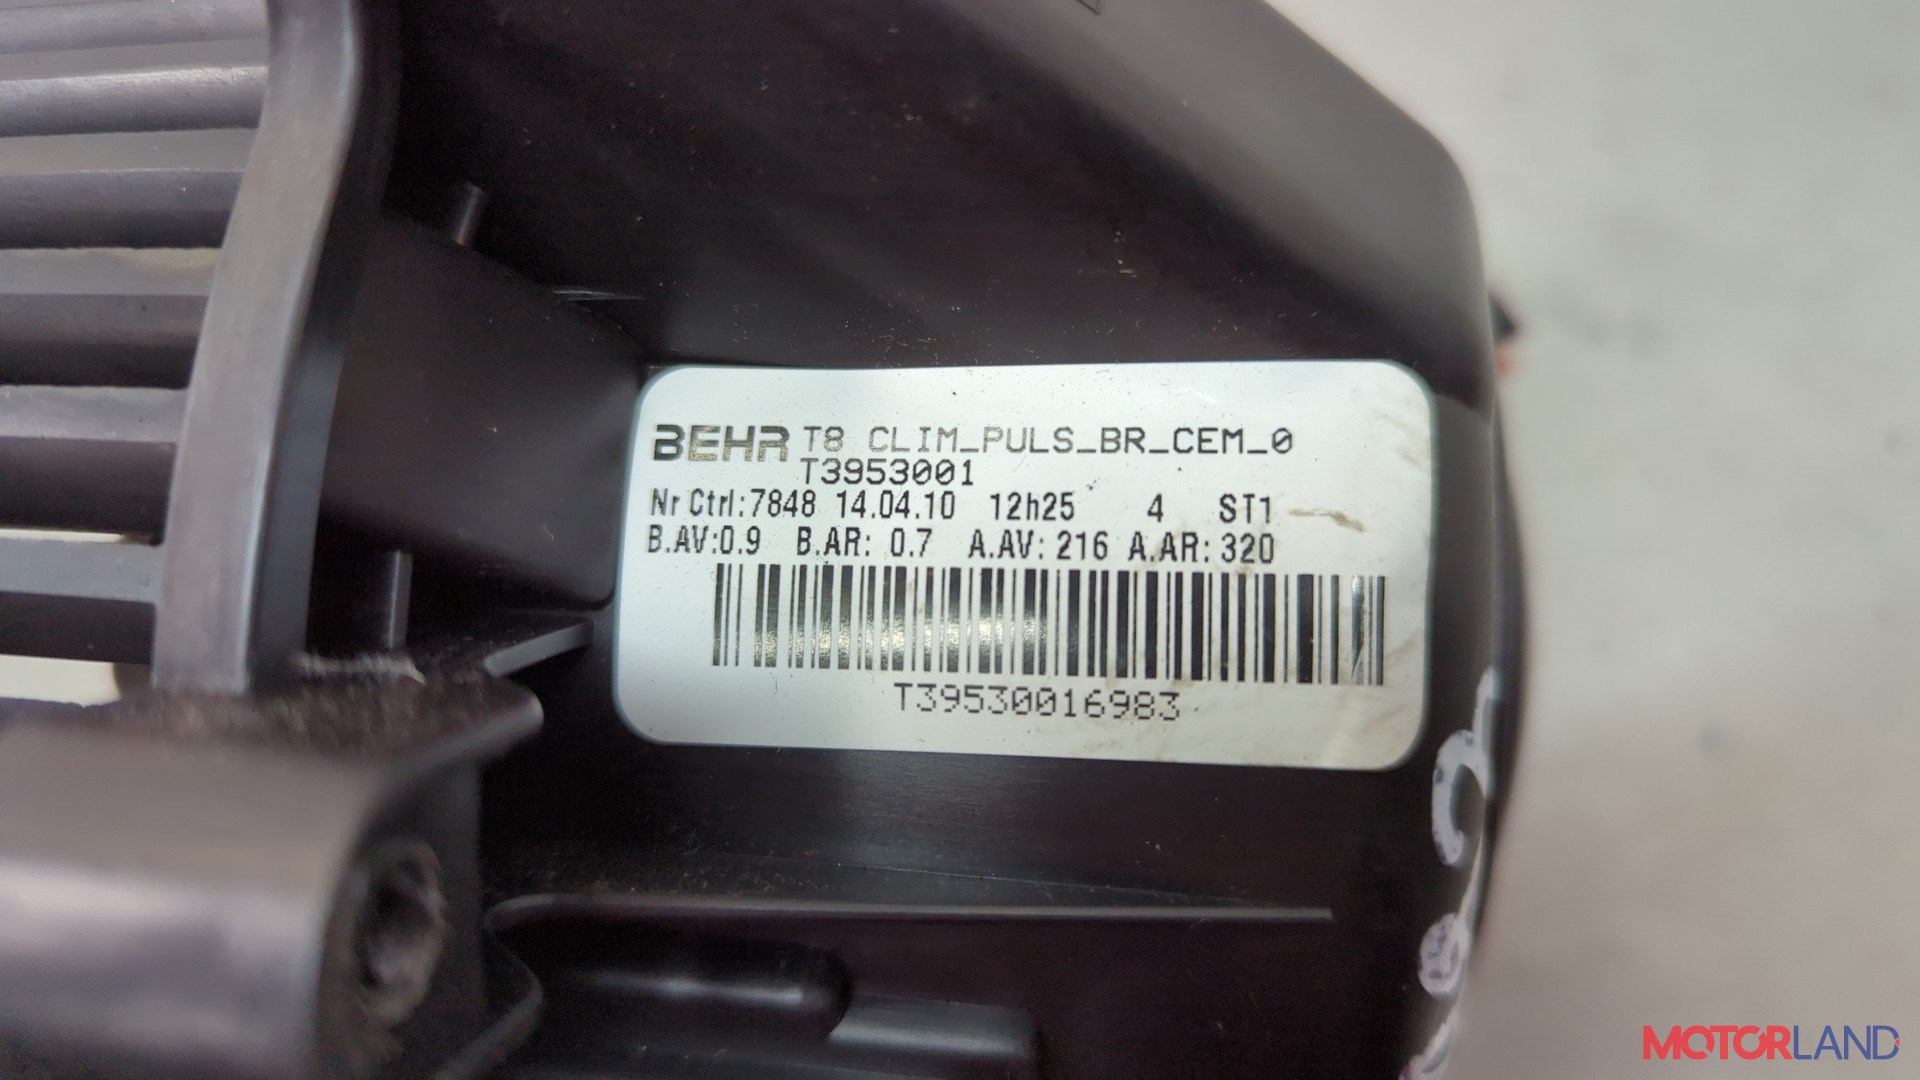 BEHR T8 CLIM_PULS_BR_CEM_0
T3953001
Nr Ctrl:7848 14.04.10 12h25 4 ST1
B.AV:0.9 B.AR: 0.7 A.AV: 216 A.AR: 320
T39530016983
MOTORLAND